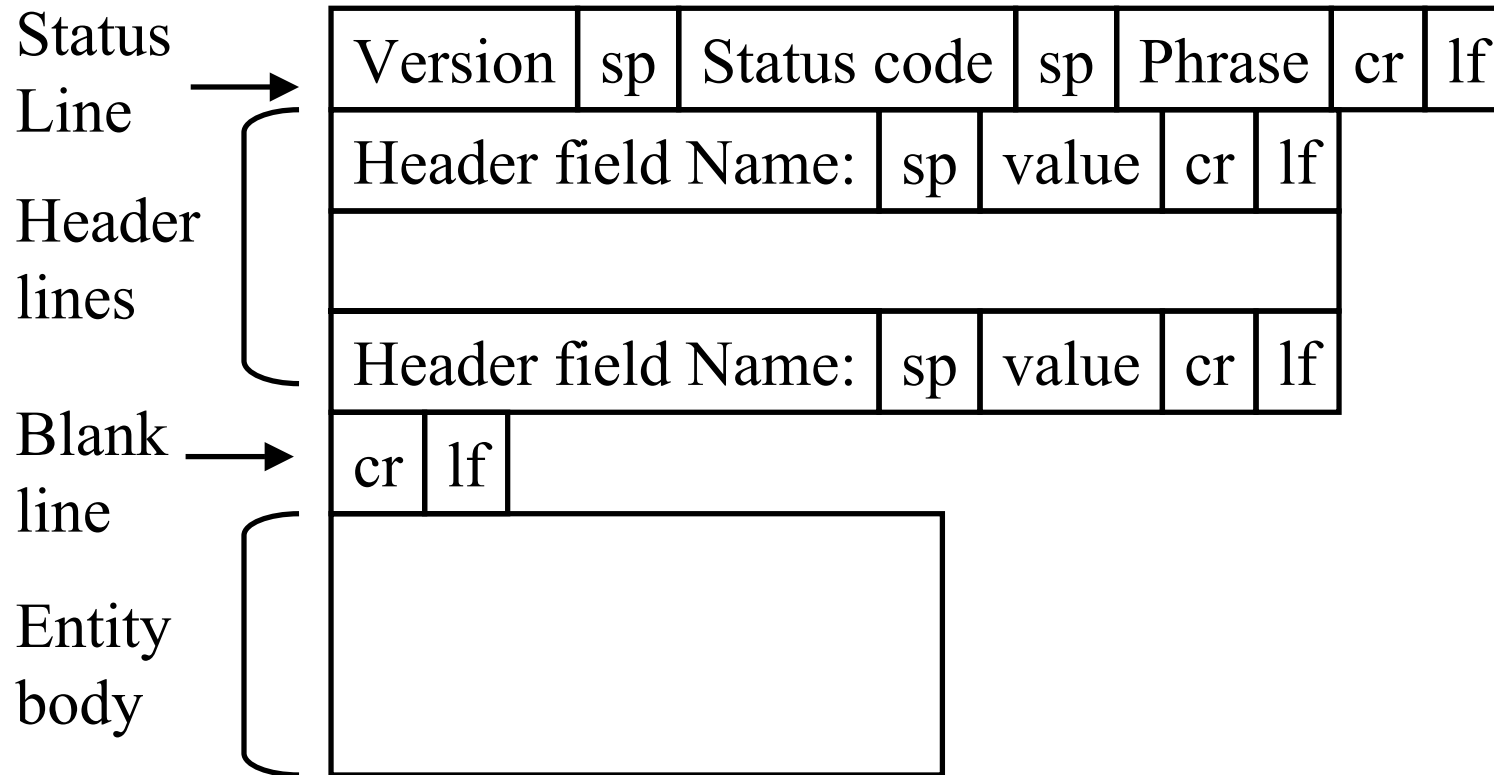 Status
Line
Version sp Status code sp Phrase cr lf
Header field Name: sp value cr lf
Header
lines
Header field Name: sp value cr lf
Blank
line
cr lf
Entity
body